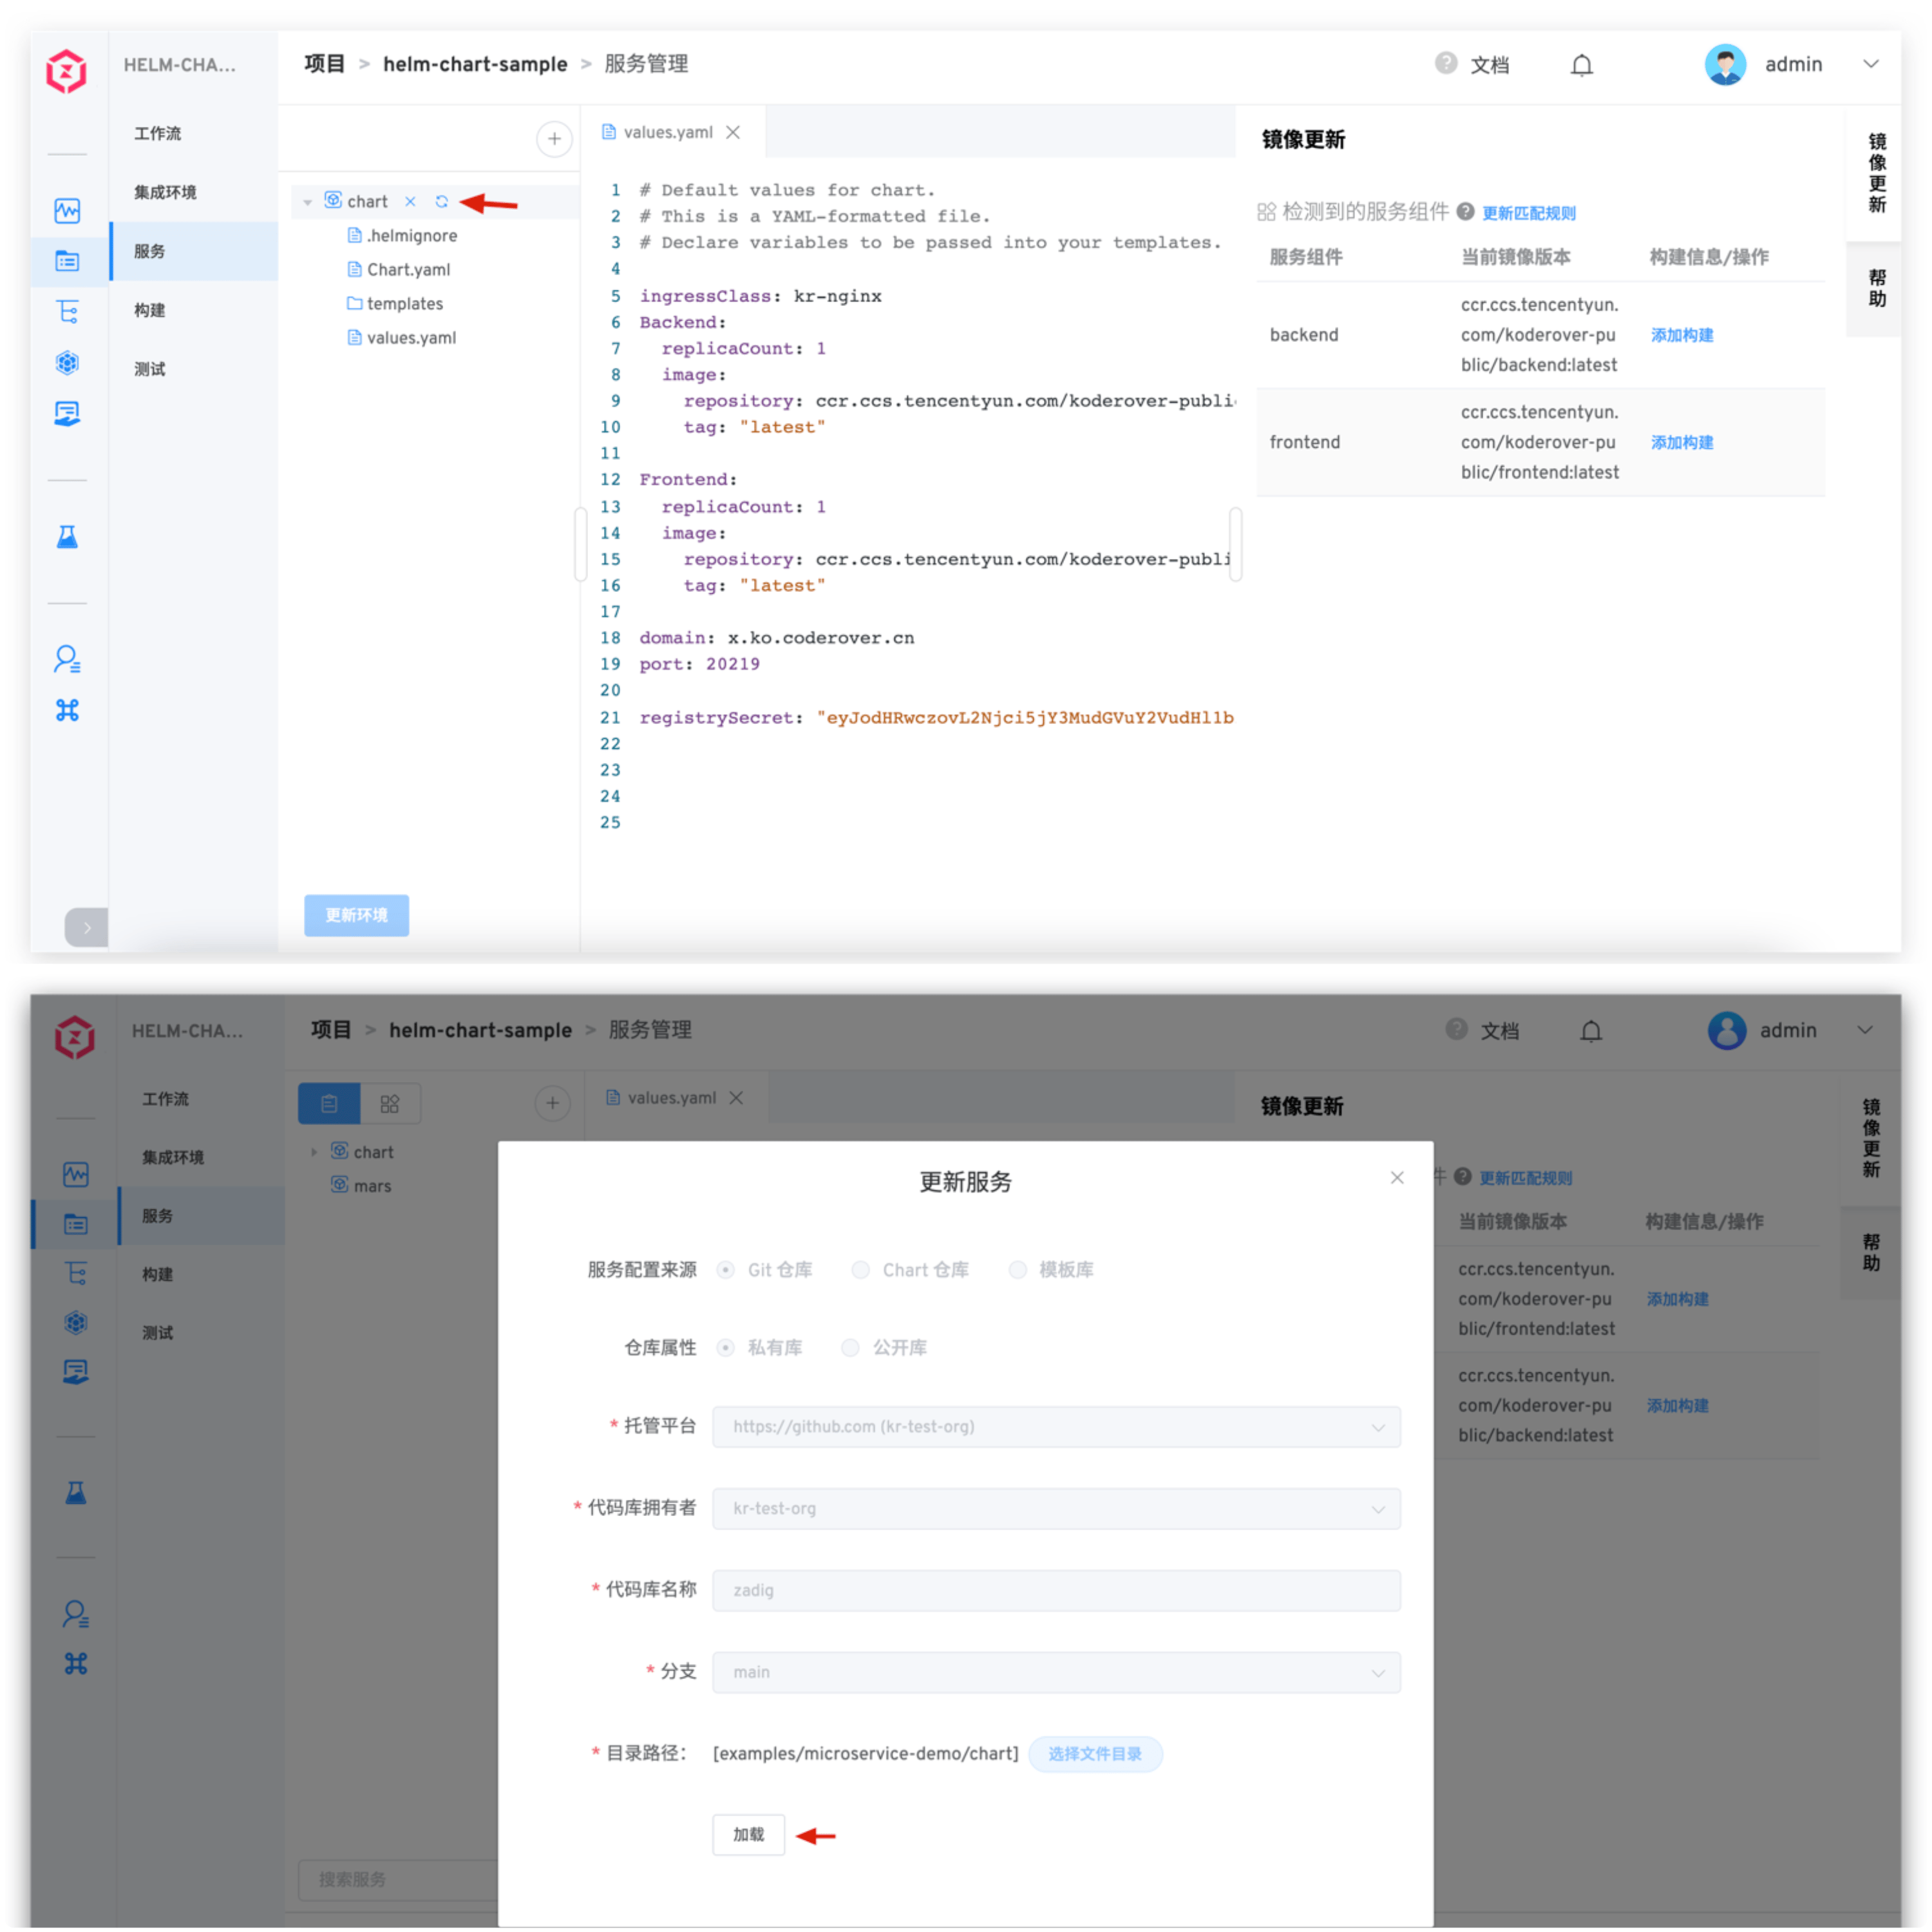 HELM-CHA...
项目 > helm-chart-sample > 服务管理
文档
admin
工作流
集成环境
服务
构建
测试
chart
.helmignore
Chart.yaml
templates
values.yaml
更新环境
values.yaml
1 # Default values for chart.
2 # This is a YAML-formatted file.
3 # Declare variables to be passed into your templates.
4
5 ingressClass: kr-nginx
6 Backend:
7 replicaCount: 1
8 image:
9 repository: ccr.ccs.tencentyun.com/koderover-publi
10 tag: "latest"
11
12 Frontend:
13 replicaCount: 1
14 image:
15 repository: ccr.ccs.tencentyun.com/koderover-publi
16 tag: "latest"
17
18 domain: x.ko.coderover.cn
19 port: 20219
20
21 registrySecret: "eyJodHRwczovL2Njci5jY3MudGVuY2VudHl1b
22
23
24
25
镜像更新
检测到的服务组件 更新匹配规则
服务组件 当前镜像版本 构建信息/操作
backend ccr.ccs.tencentyun.com/koderover-public/backend:latest 添加构建
frontend ccr.ccs.tencentyun.com/koderover-public/frontend:latest 添加构建
镜像更新
帮助
HELM-CHA...
项目 > helm-chart-sample > 服务管理
文档
admin
工作流
集成环境
服务
构建
测试
chart
mars
搜索服务
values.yaml
镜像更新
件 更新匹配规则
当前镜像版本 构建信息/操作
ccr.ccs.tencentyun.
com/koderover-pu 添加构建
blic/frontend:latest
ccr.ccs.tencentyun.
com/koderover-pu 添加构建
blic/backend:latest
镜像更新
帮助
更新服务
服务配置来源 Git 仓库 Chart 仓库 模板库
仓库属性 私有库 公开库
* 托管平台 https://github.com (kr-test-org)
* 代码库拥有者 kr-test-org
* 代码库名称 zadig
* 分支 main
* 目录路径: [examples/microservice-demo/chart] 选择文件目录
加载